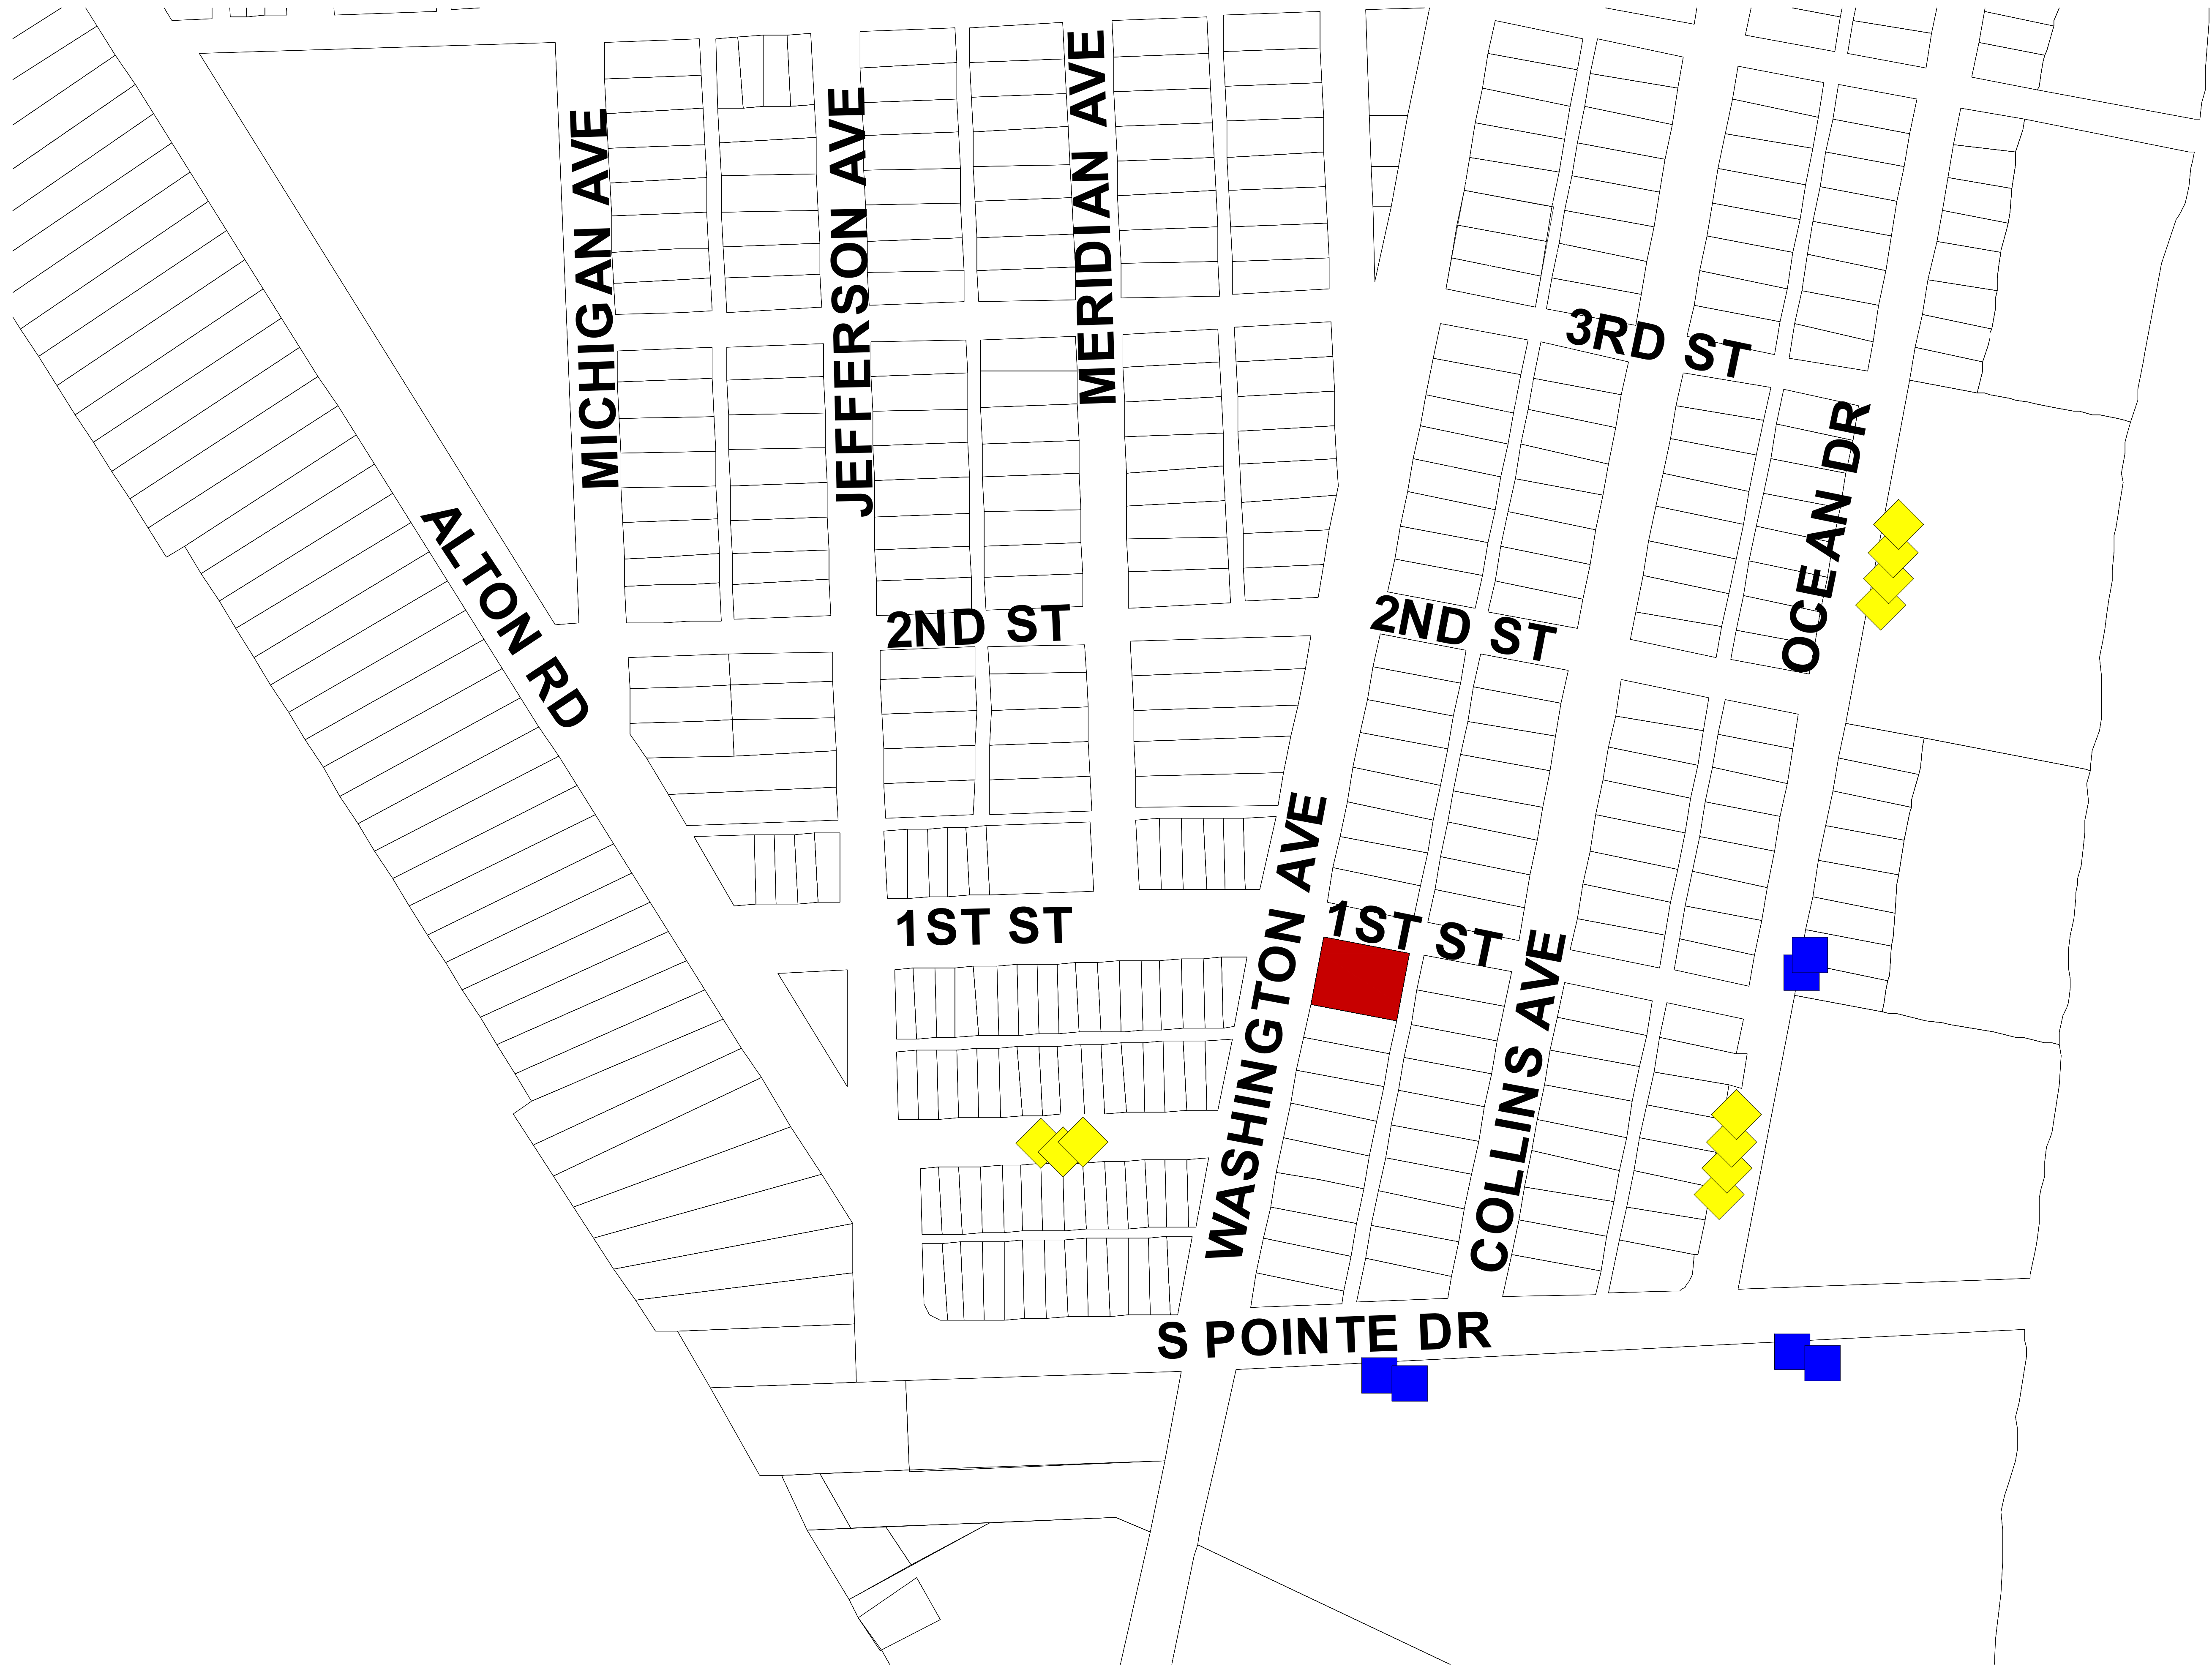 MICHIGAN AVE
JEFFERSON AVE
MERIDIAN AVE
3RD ST
OCEAN DR
ALTON RD
2ND ST
2ND ST
WASHINGTON AVE
1ST ST
1ST ST
COLLINS AVE
S POINTE DR